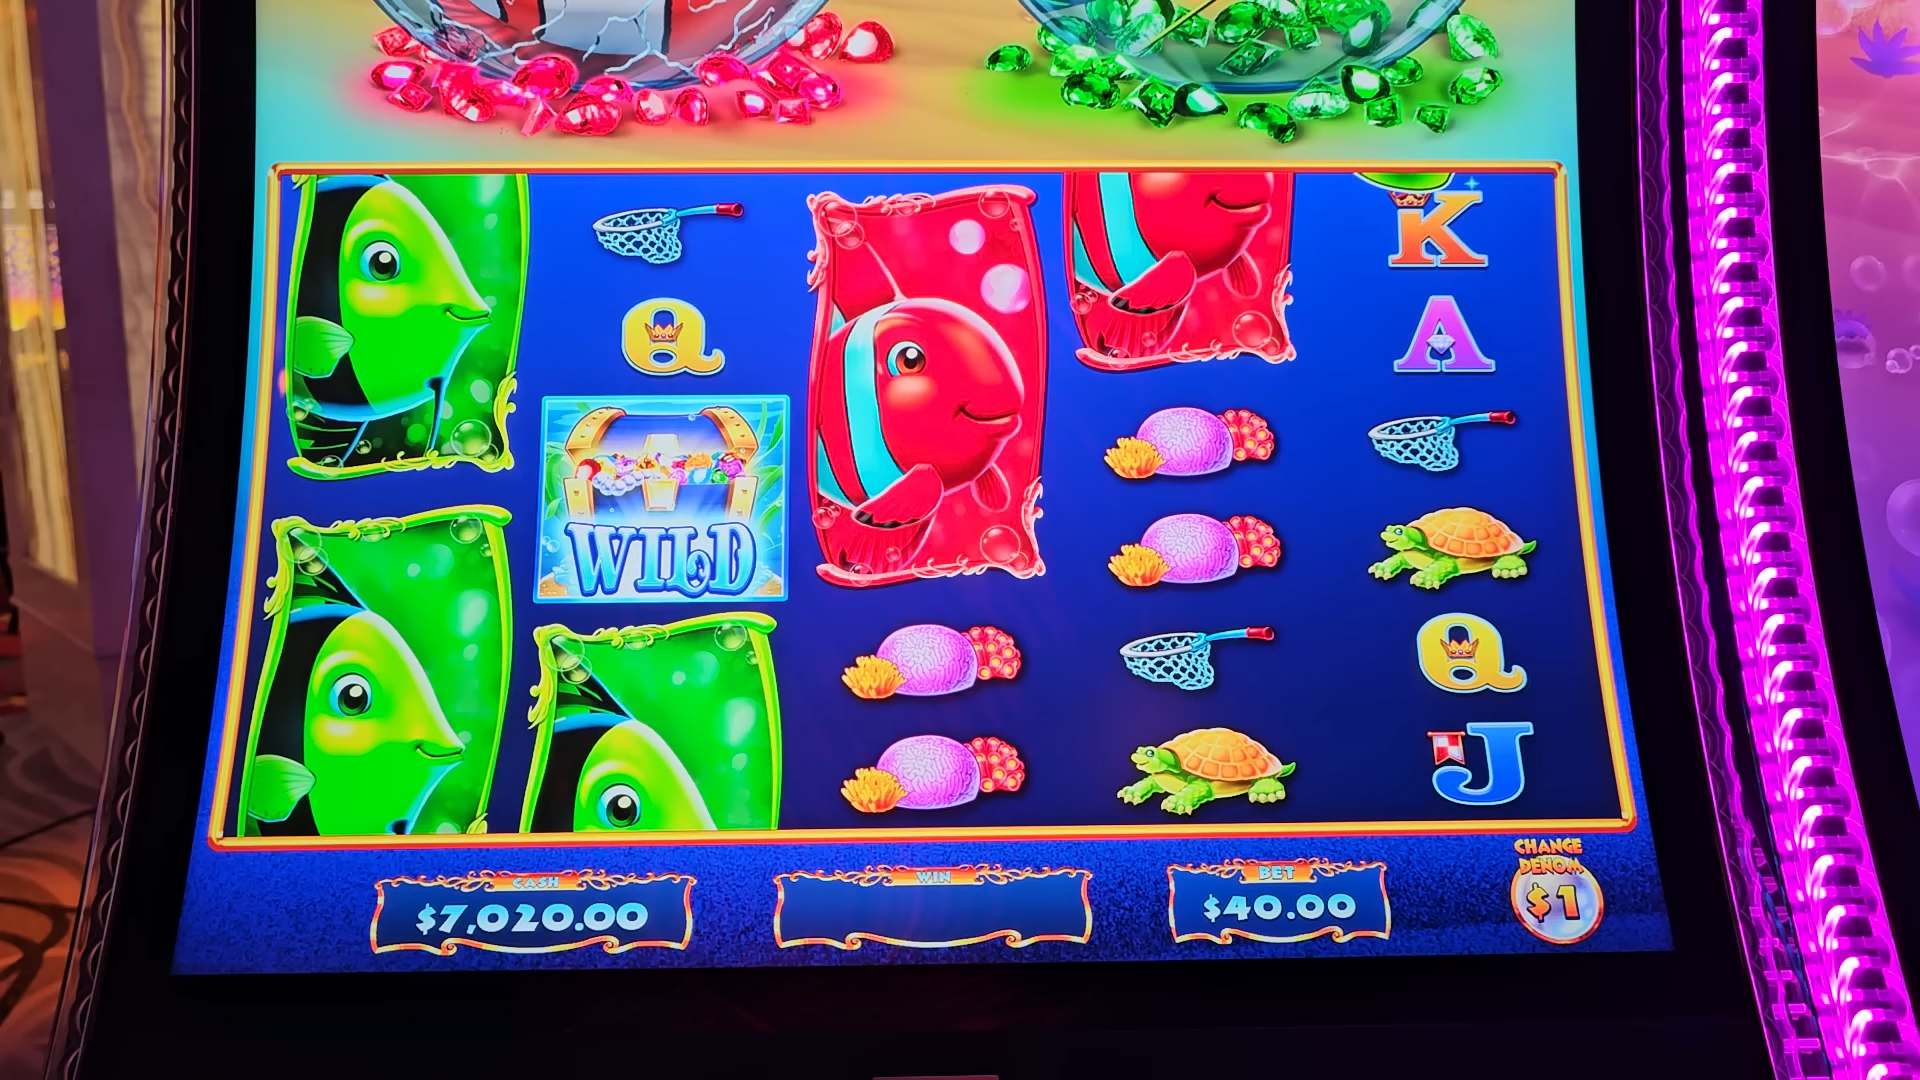 K
Q
A
WILD
Q
J
CASH
$7,020.00
WIN
BET
$40.00
CHANGE
DENOM
$1